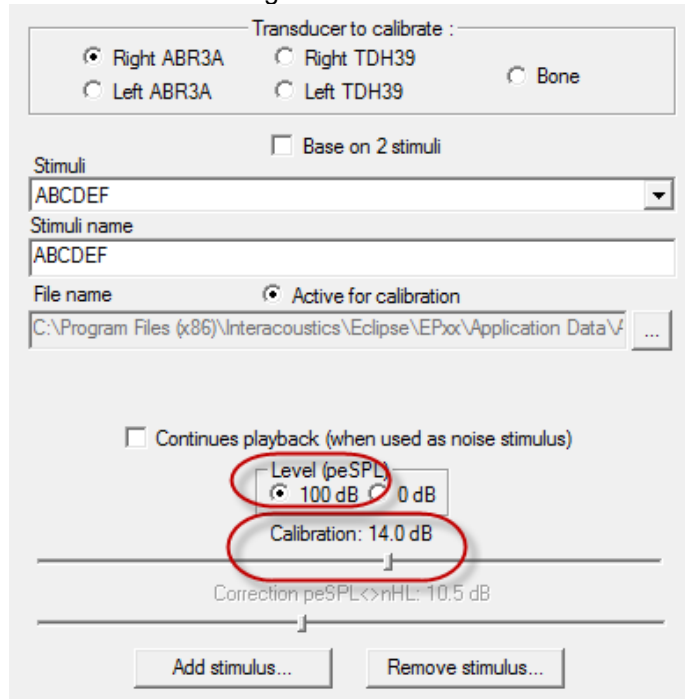 Transducer to calibrate :
Right ABR3A Right TDH39
Bone
Left ABR3A Left TDH39
Base on 2 stimuli
Stimuli
ABCDEF
Stimuli name
ABCDEF
File name Active for calibration
C:\Program Files (x86)\Interacoustics\Eclipse\EPxx\Application Data\ ...
Continues playback (when used as noise stimulus)
Level (peSPL)
100 dB 0 dB
Calibration: 14.0 dB
Correction peSPL<>nHL: 10.5 dB
Add stimulus... Remove stimulus...